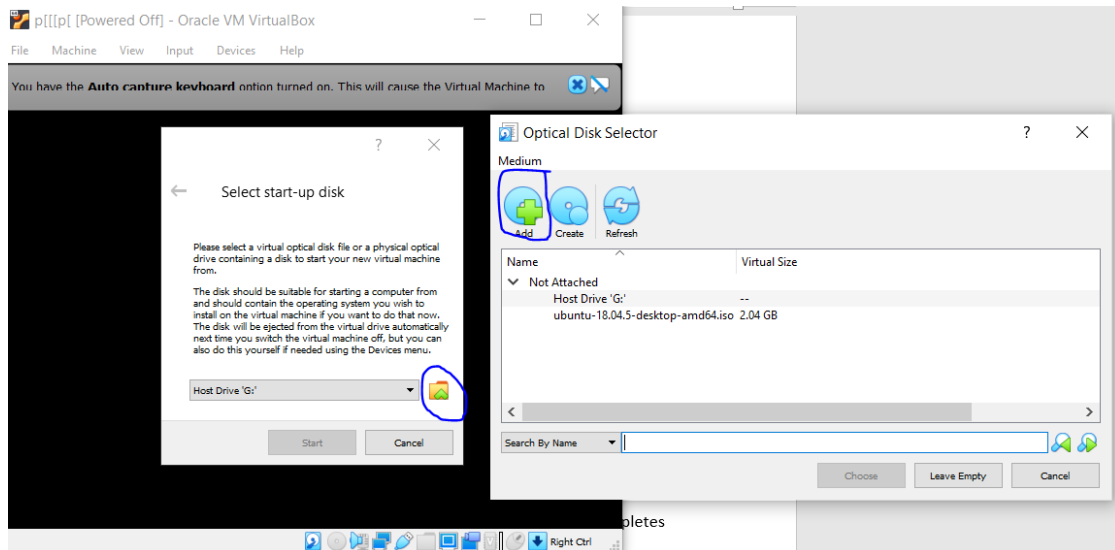 p[[[p[ [Powered Off] - Oracle VM VirtualBox
File Machine View Input Devices Help
You have the Auto capture keyboard option turned on. This will cause the Virtual Machine to
Select start-up disk
Please select a virtual optical disk file or a physical optical
drive containing a disk to start your new virtual machine
from.
The disk should be suitable for starting a computer from
and should contain the operating system you wish to
install on the virtual machine if you want to do that now.
The disk will be ejected from the virtual drive automatically
next time you switch the virtual machine off, but you can
also do this yourself if needed using the Devices menu.
Host Drive 'G:'
Start Cancel
Optical Disk Selector
Medium
Add Create Refresh
Name Virtual Size
Not Attached
Host Drive 'G:' --
ubuntu-18.04.5-desktop-amd64.iso 2.04 GB
Search By Name
Choose Leave Empty Cancel
pletes
Right Ctrl